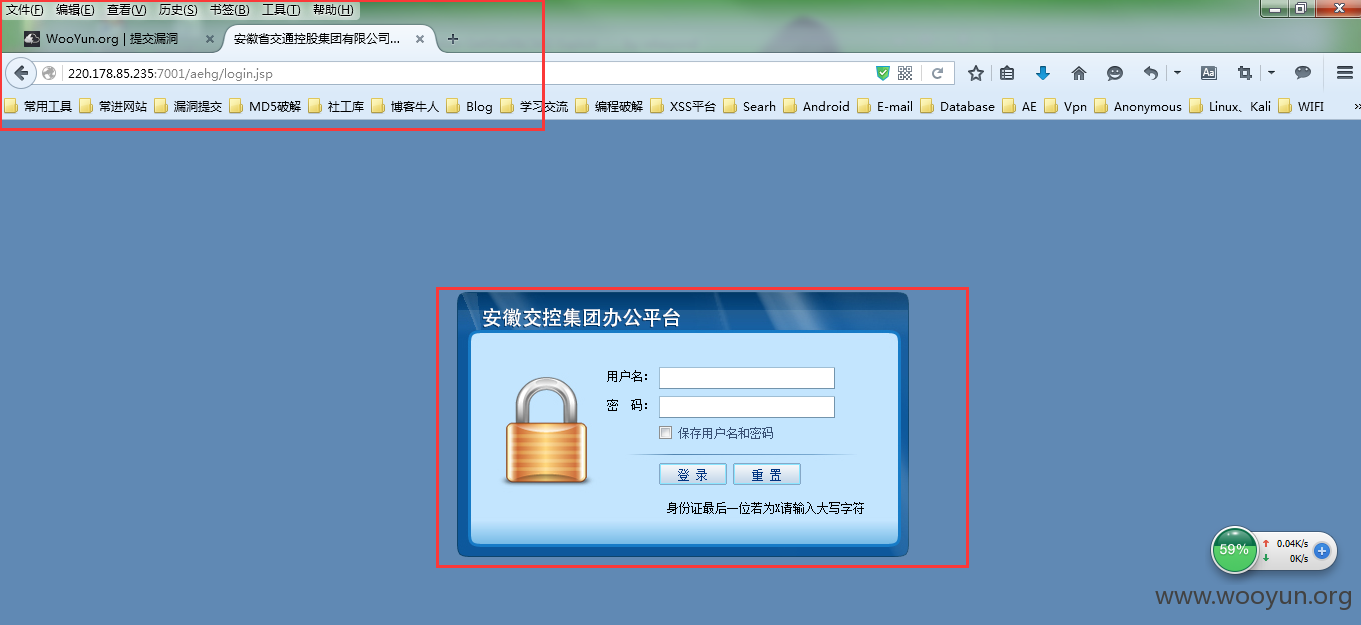 文件(F) 编辑(E) 查看(V) 历史(S) 书签(B) 工具(T) 帮助(H)
WooYun.org | 提交漏洞 × 安徽省交通控股集团有限公司... × +
220.178.85.235:7001/aehg/login.jsp
常用工具 常进网站 漏洞提交 MD5破解 社工库 博客牛人 Blog 学习交流 编程破解 XSS平台 Searh Android E-mail Database AE Vpn Anonymous Linux、Kali WIFI »
安徽交控集团办公平台
用户名:
密 码:
保存用户名和密码
登 录 重 置
身份证最后一位若为X请输入大写字符
59% 0.04K/s
0K/s
www.wooyun.org